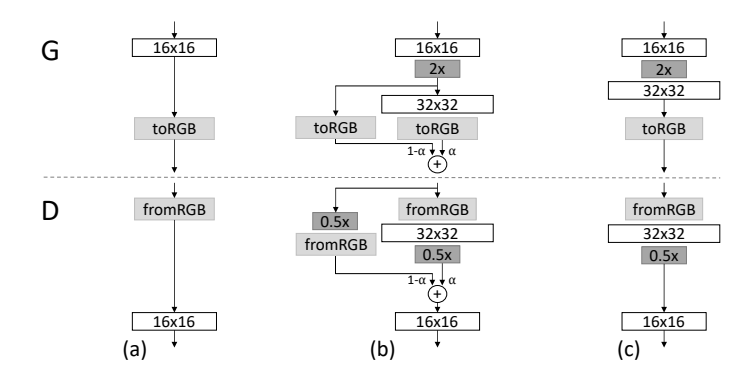 G
16x16
16x16
16x16
2x
2x
32x32
32x32
toRGB
toRGB
toRGB
toRGB
1-α
α
+
D
fromRGB
fromRGB
fromRGB
0.5x
fromRGB
32x32
32x32
0.5x
0.5x
1-α
α
+
16x16
16x16
16x16
(a)
(b)
(c)